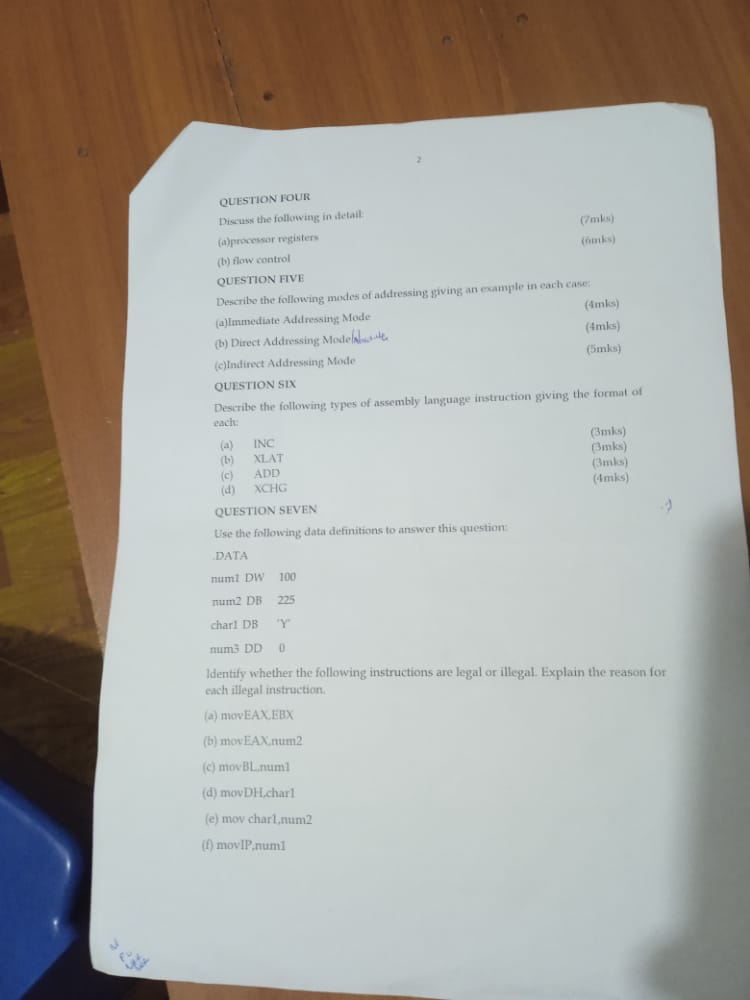 2
QUESTION FOUR
Discuss the following in detail:
(a)processor registers (7mks)
(b) flow control (6mks)
QUESTION FIVE
Describe the following modes of addressing giving an example in each case:
(a)Immediate Addressing Mode (4mks)
(b) Direct Addressing Mode (4mks)
(c)Indirect Addressing Mode (5mks)
QUESTION SIX
Describe the following types of assembly language instruction giving the format of
each:
(a) INC (3mks)
(b) XLAT (3mks)
(c) ADD (3mks)
(d) XCHG (4mks)
QUESTION SEVEN
Use the following data definitions to answer this question:
.DATA
num1 DW 100
num2 DB 225
char1 DB 'Y'
num3 DD 0
Identify whether the following instructions are legal or illegal. Explain the reason for
each illegal instruction.
(a) movEAX,EBX
(b) movEAX,num2
(c) movBL,num1
(d) movDH,char1
(e) mov char1,num2
(f) movIP,num1